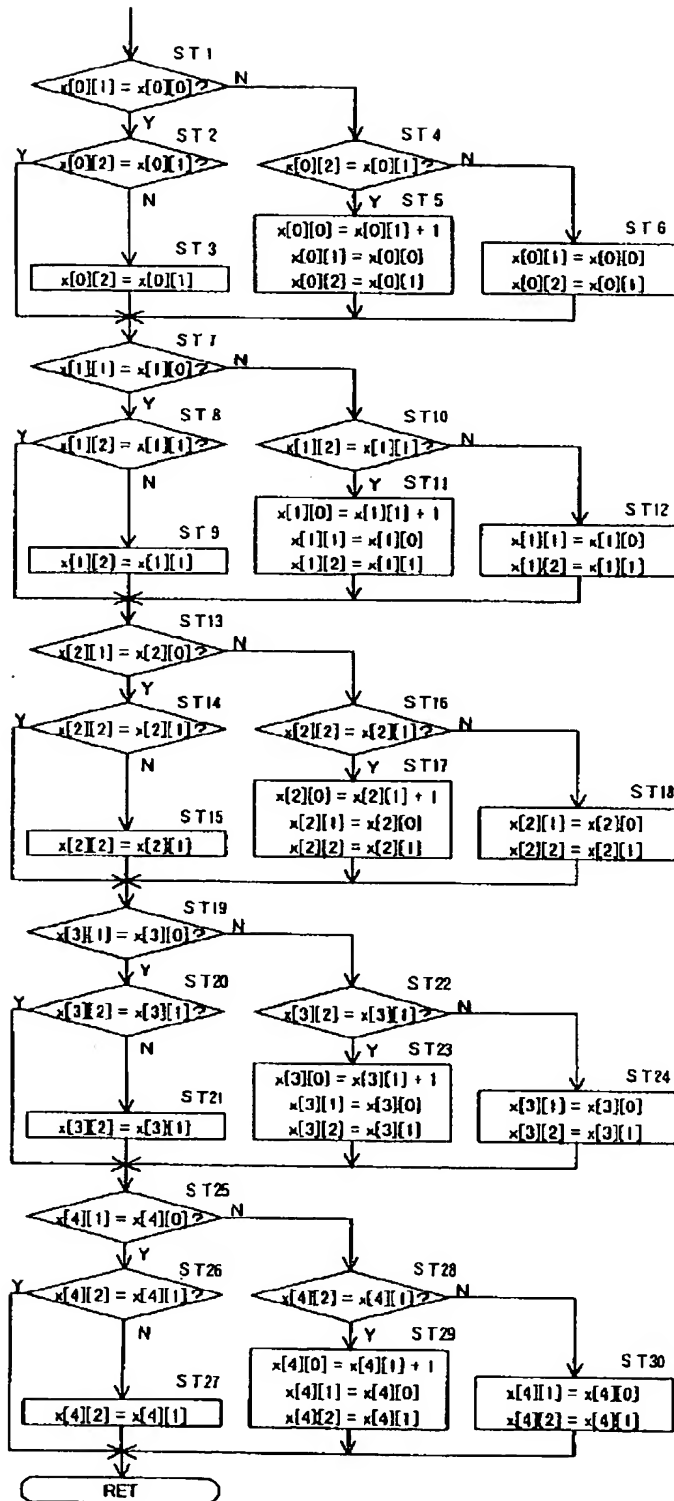 ST1
x[0][1] = x[0][0]?
N
Y
ST2
ST4
Y
x[0][2] = x[0][1]?
x[0][2] = x[0][1]?
N
N
Y
ST5
ST3
x[0][0] = x[0][1] + 1
x[0][1] = x[0][0]
x[0][2] = x[0][1]
ST6
x[0][2] = x[0][1]
x[0][1] = x[0][0]
x[0][2] = x[0][1]
ST7
x[1][1] = x[1][0]?
N
Y
ST8
ST10
Y
x[1][2] = x[1][1]?
x[1][2] = x[1][1]?
N
N
Y
ST11
ST9
x[1][0] = x[1][1] + 1
x[1][1] = x[1][0]
x[1][2] = x[1][1]
ST12
x[1][2] = x[1][1]
x[1][1] = x[1][0]
x[1][2] = x[1][1]
ST13
x[2][1] = x[2][0]?
N
Y
ST14
ST16
Y
x[2][2] = x[2][1]?
x[2][2] = x[2][1]?
N
N
Y
ST17
ST15
x[2][0] = x[2][1] + 1
x[2][1] = x[2][0]
x[2][2] = x[2][1]
ST18
x[2][2] = x[2][1]
x[2][1] = x[2][0]
x[2][2] = x[2][1]
ST19
x[3][1] = x[3][0]?
N
Y
ST20
ST22
Y
x[3][2] = x[3][1]?
x[3][2] = x[3][1]?
N
N
Y
ST23
ST21
x[3][0] = x[3][1] + 1
x[3][1] = x[3][0]
x[3][2] = x[3][1]
ST24
x[3][2] = x[3][1]
x[3][1] = x[3][0]
x[3][2] = x[3][1]
ST25
x[4][1] = x[4][0]?
N
Y
ST26
ST28
Y
x[4][2] = x[4][1]?
x[4][2] = x[4][1]?
N
N
Y
ST29
ST27
x[4][0] = x[4][1] + 1
x[4][1] = x[4][0]
x[4][2] = x[4][1]
ST30
x[4][2] = x[4][1]
x[4][1] = x[4][0]
x[4][2] = x[4][1]
RET